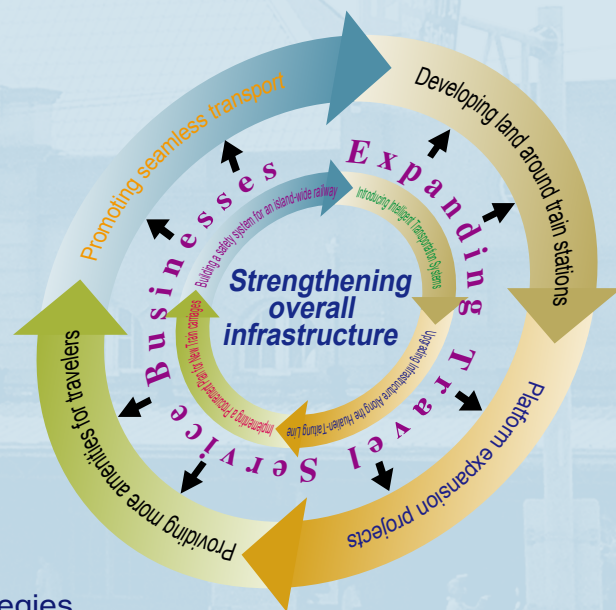 Promoting seamless transport
Developing land around train stations
Platform expansion projects
Providing more amenities for travelers
Expanding Travel Service Businesses
Building a safety system for an island-wide railway
Introducing Intelligent Transportation Systems
Upgrading Infrastructure Along the Hualien-Taitung Line
Implementing a Procurement Plan for New Train carriages
Strengthening
overall
infrastructure